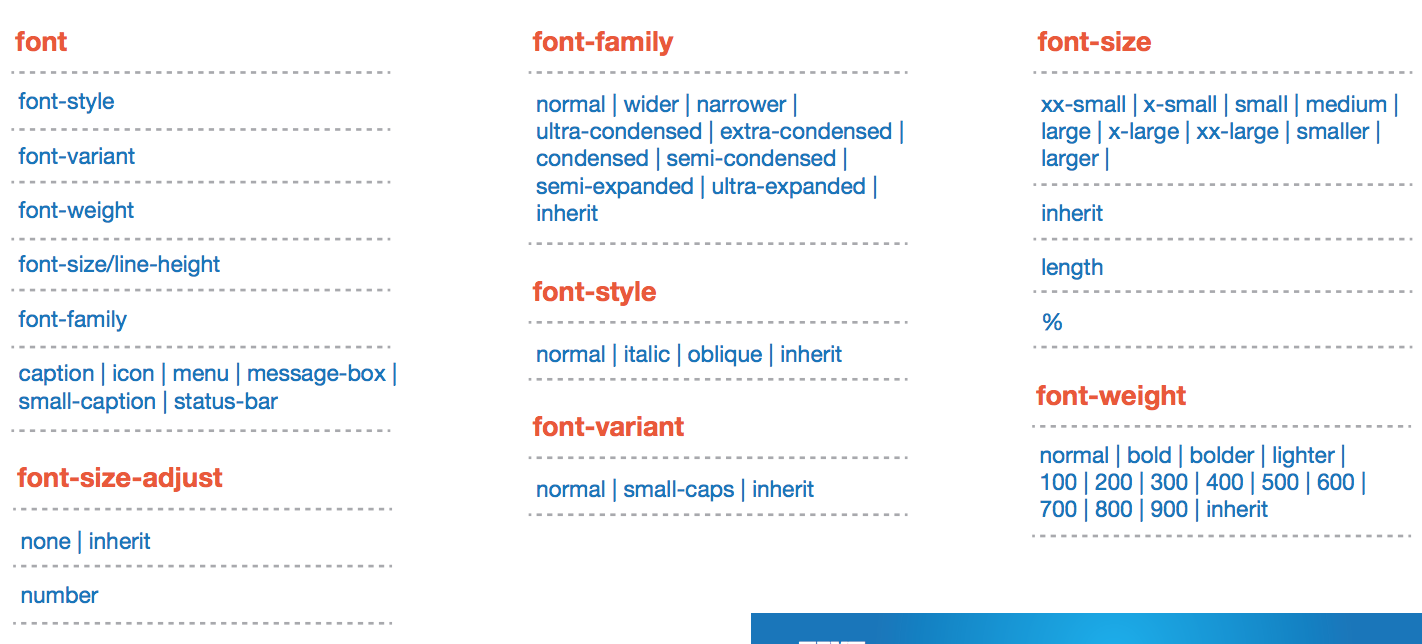 font
font-style
font-variant
font-weight
font-size/line-height
font-family
caption | icon | menu | message-box |
small-caption | status-bar
font-size-adjust
none | inherit
number
font-family
normal | wider | narrower |
ultra-condensed | extra-condensed |
condensed | semi-condensed |
semi-expanded | ultra-expanded |
inherit
font-style
normal | italic | oblique | inherit
font-variant
normal | small-caps | inherit
font-size
xx-small | x-small | small | medium |
large | x-large | xx-large | smaller |
larger |
inherit
length
%
font-weight
normal | bold | bolder | lighter |
100 | 200 | 300 | 400 | 500 | 600 |
700 | 800 | 900 | inherit